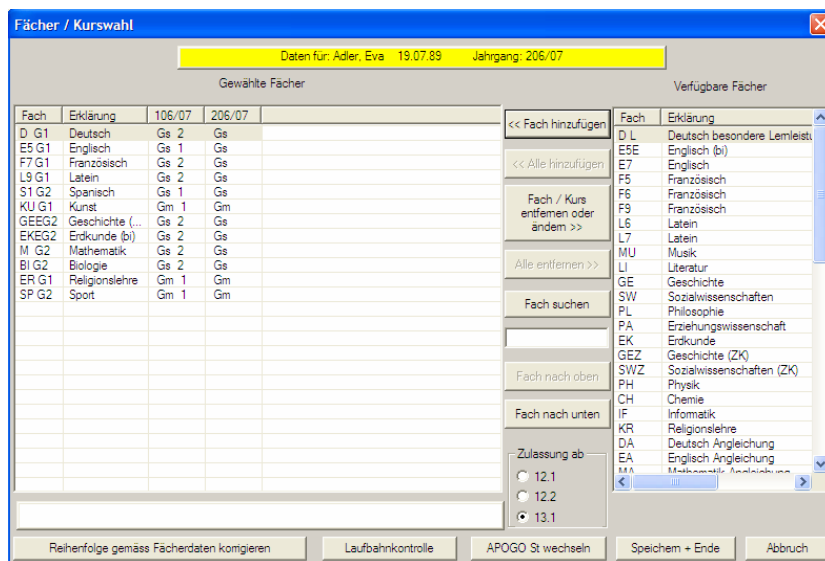 Fächer / Kurswahl
Daten für: Adler, Eva 19.07.89 Jahrgang: 206/07
Gewählte Fächer
Fach Erklärung 106/07 206/07
D G1 Deutsch Gs 2 Gs
E5 G1 Englisch Gs 1 Gs
F7 G1 Französisch Gs 2 Gs
L9 G1 Latein Gs 2 Gs
S1 G2 Spanisch Gs 1 Gs
KU G1 Kunst Gm 1 Gm
GEEG2 Geschichte (... Gs 2 Gs
EKEG2 Erdkunde (bi) Gs 2 Gs
M G2 Mathematik Gs 2 Gs
BI G2 Biologie Gs 2 Gs
ER G1 Religionslehre Gm 1 Gm
SP G2 Sport Gm 1 Gm
<< Fach hinzufügen
<< Alle hinzufügen
Fach / Kurs
entfernen oder
ändern >>
Alle entfernen >>
Fach suchen
Fach nach oben
Fach nach unten
Zulassung ab
12.1
12.2
13.1
Verfügbare Fächer
Fach Erklärung
D L Deutsch besondere Lernleistu
E5E Englisch (bi)
E7 Englisch
F5 Französisch
F6 Französisch
F9 Französisch
L6 Latein
L7 Latein
MU Musik
LI Literatur
GE Geschichte
SW Sozialwissenschaften
PL Philosophie
PA Erziehungswissenschaft
EK Erdkunde
GEZ Geschichte (ZK)
SWZ Sozialwissenschaften (ZK)
PH Physik
CH Chemie
IF Informatik
KR Religionslehre
DA Deutsch Angleichung
EA Englisch Angleichung
MA Mathematik Angleichung
Reihenfolge gemäss Fächerdaten korrigieren
Laufbahnkontrolle
APOGO St wechseln
Speichern + Ende
Abbruch